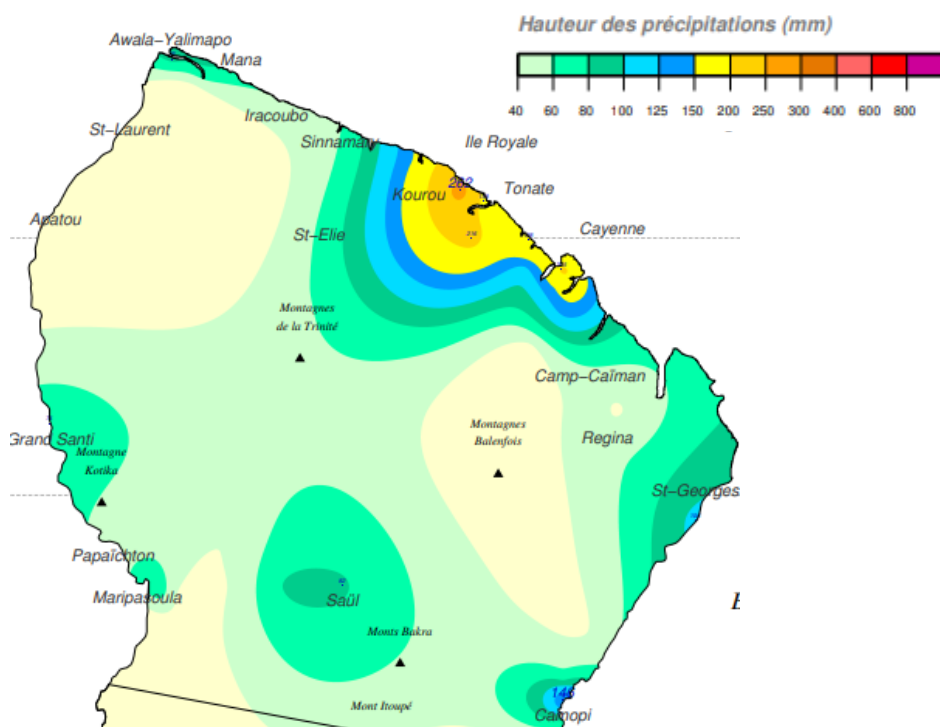 Hauteur des précipitations (mm)
40 60 80 100 125 150 200 250 300 400 600 800
Awala-Yalimapo
Mana
Iracoubo
St-Laurent
Sinnamary
Ile Royale
262
Kourou
Tonate
Apatou
St-Elie
Cayenne
Montagnes
de la Trinité
Camp-Caïman
Montagnes
Balenfois
Regina
Grand Santi
Montagne
Kotika
St-Georges
Papaïchton
Maripasoula
Saül
Monts Bakra
146
Mont Itoupé
Camopi